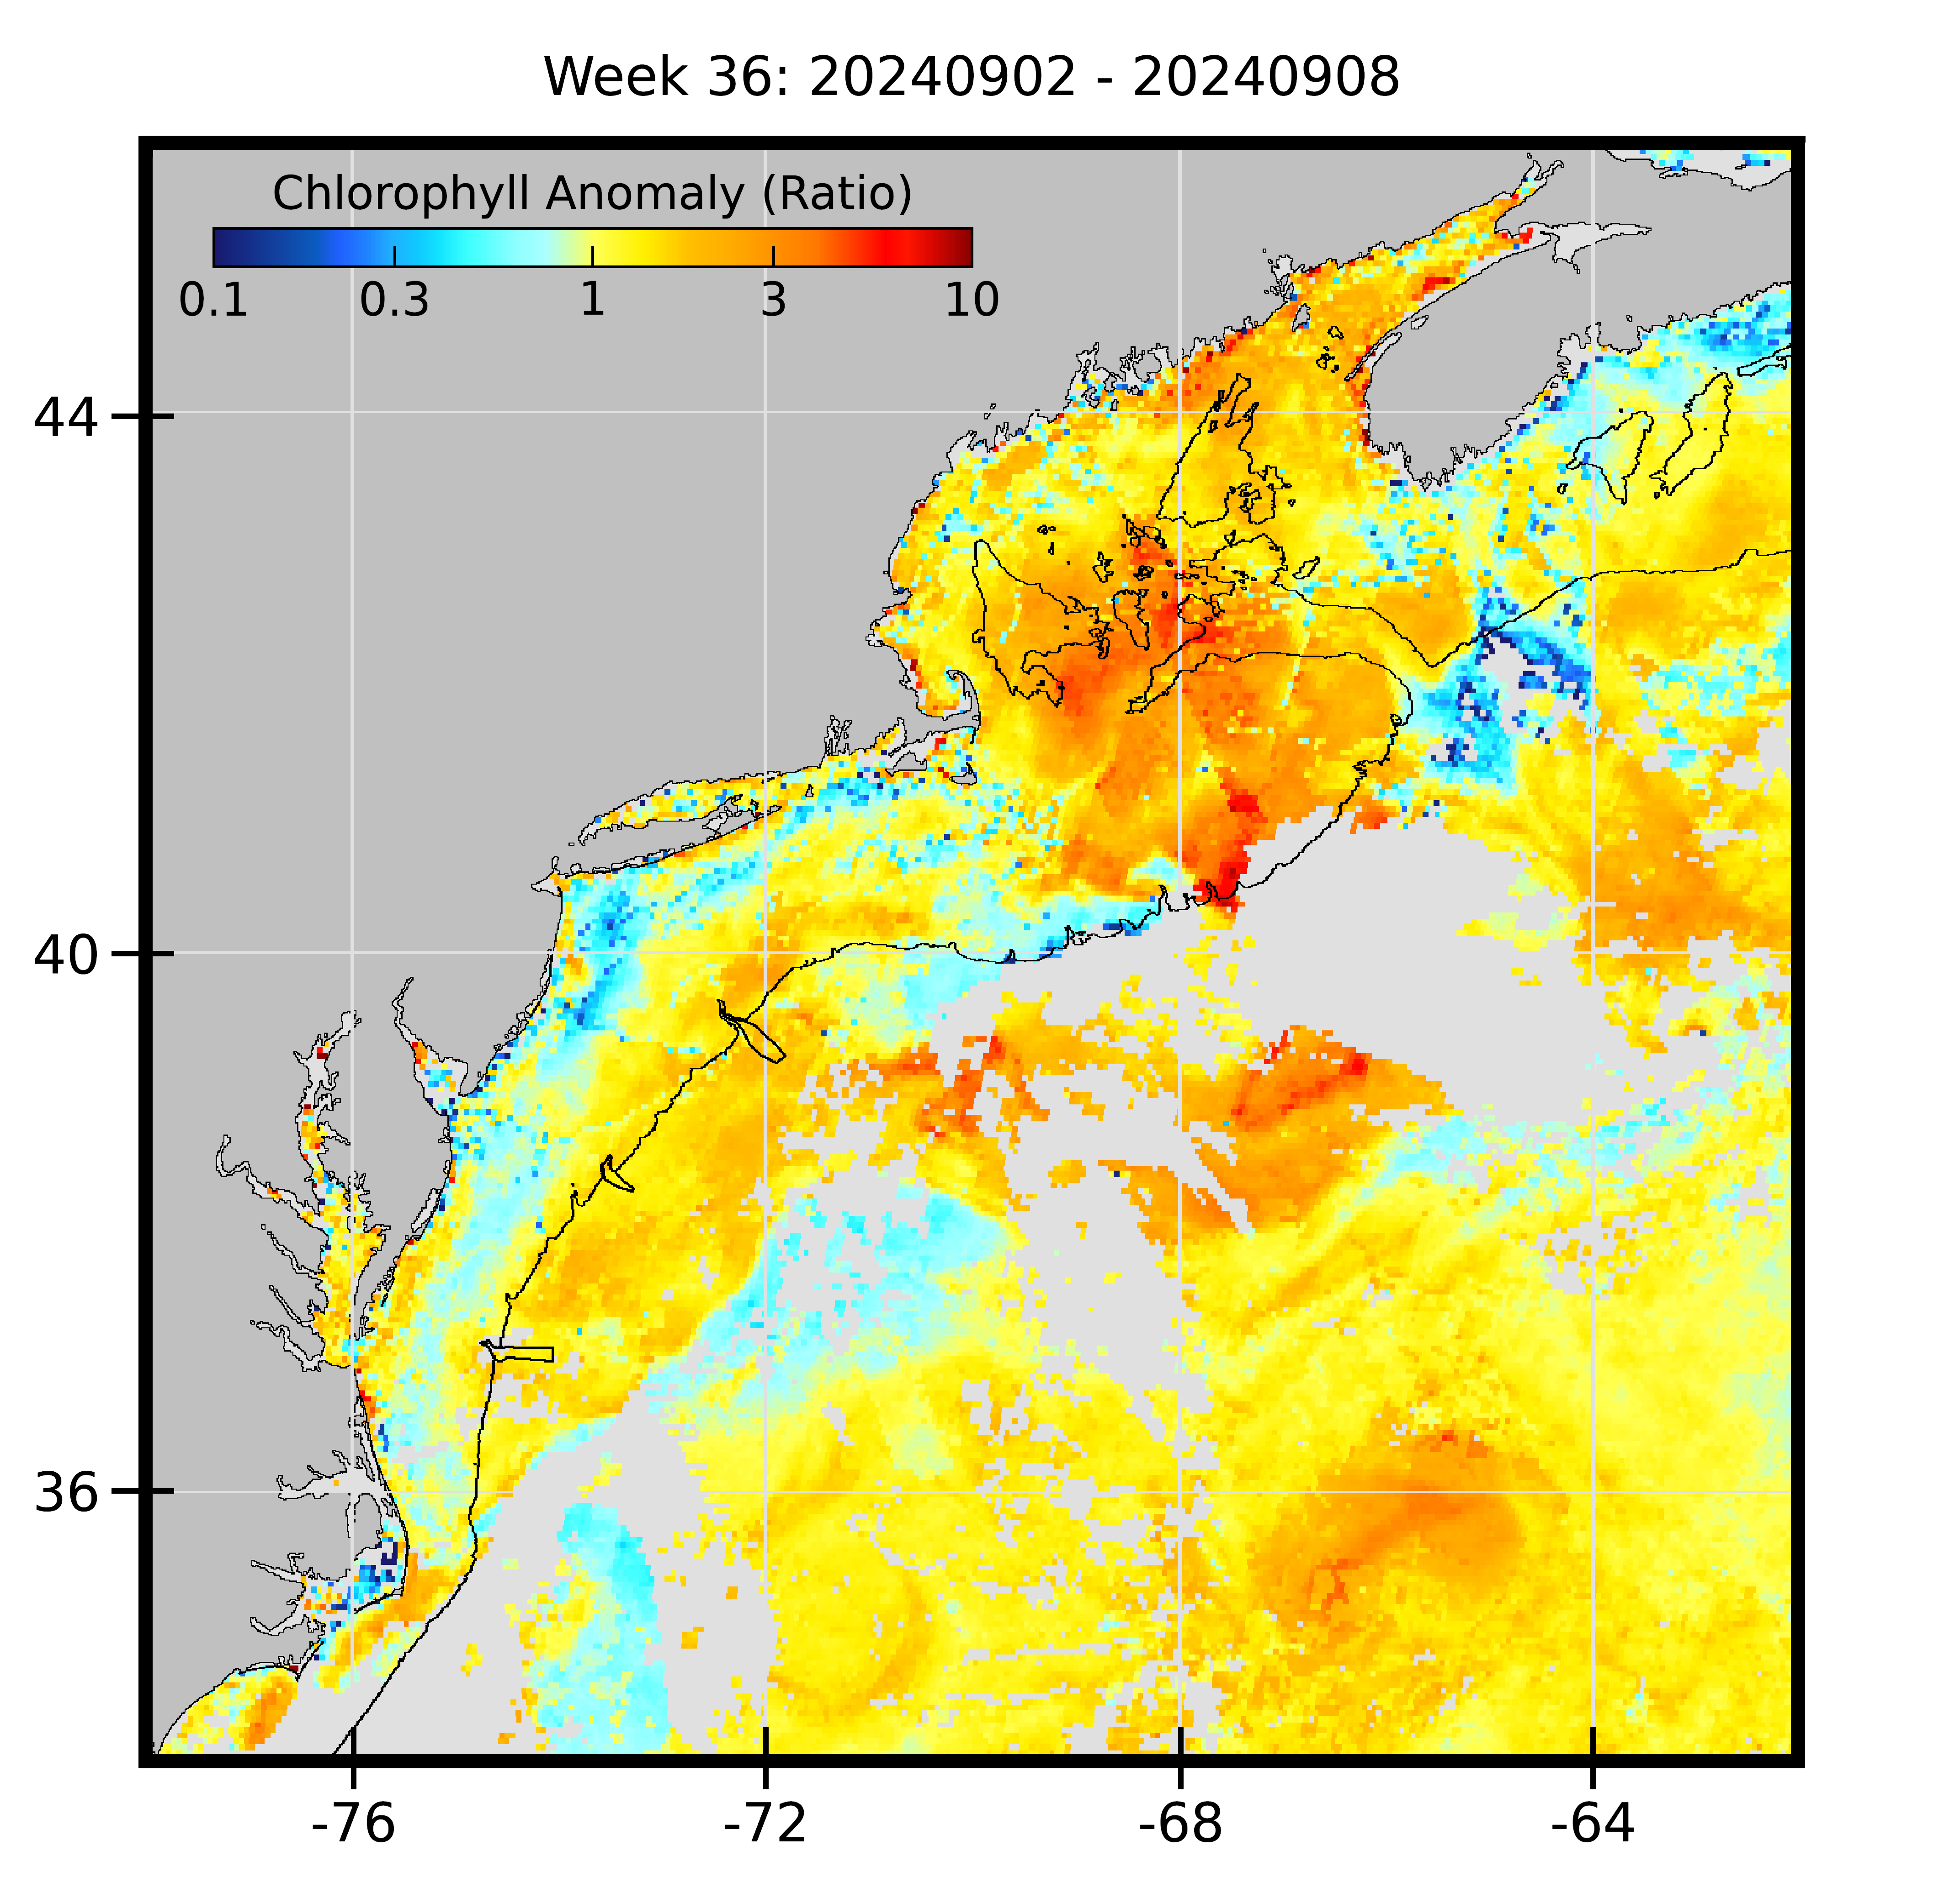 Week 36: 20240902 - 20240908
Chlorophyll Anomaly (Ratio)
0.1 0.3 1 3 10
44
40
36
-76 -72 -68 -64